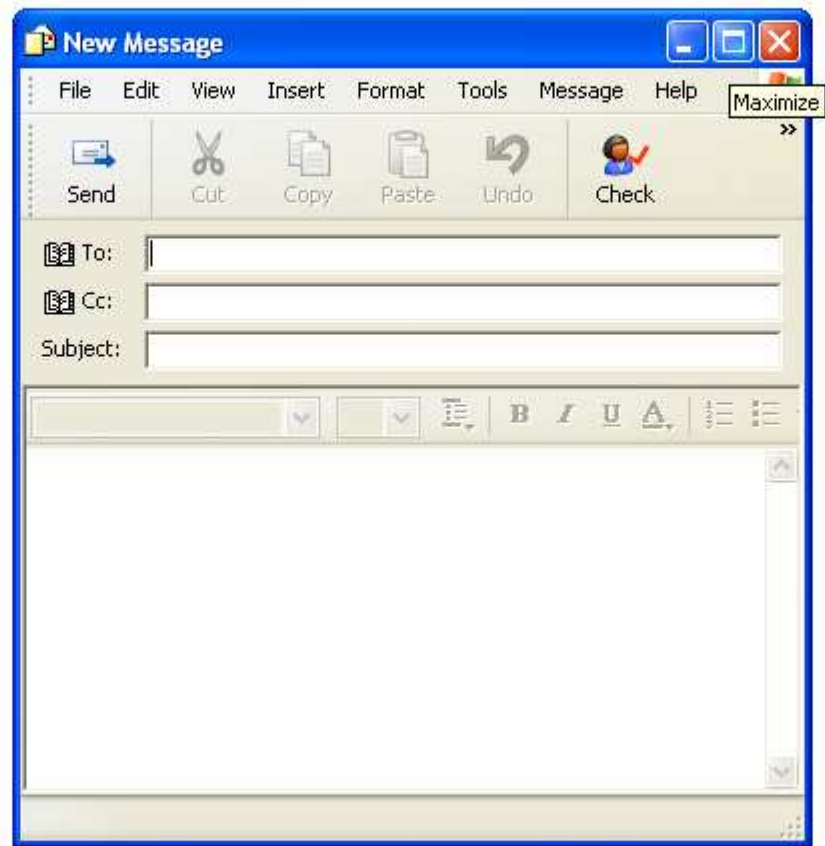 New Message
File Edit View Insert Format Tools Message Help
Maximize
Send Cut Copy Paste Undo Check
To:
Cc:
Subject:
B I U A